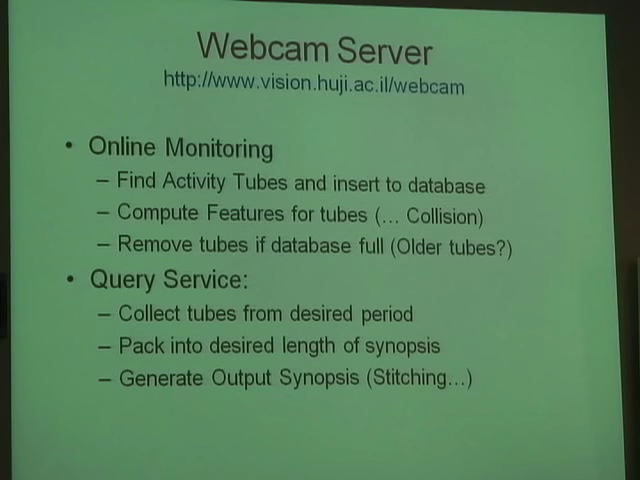 Webcam Server
http://www.vision.huji.ac.il/webcam
• Online Monitoring
– Find Activity Tubes and insert to database
– Compute Features for tubes (... Collision)
– Remove tubes if database full (Older tubes?)
• Query Service:
– Collect tubes from desired period
– Pack into desired length of synopsis
– Generate Output Synopsis (Stitching...)